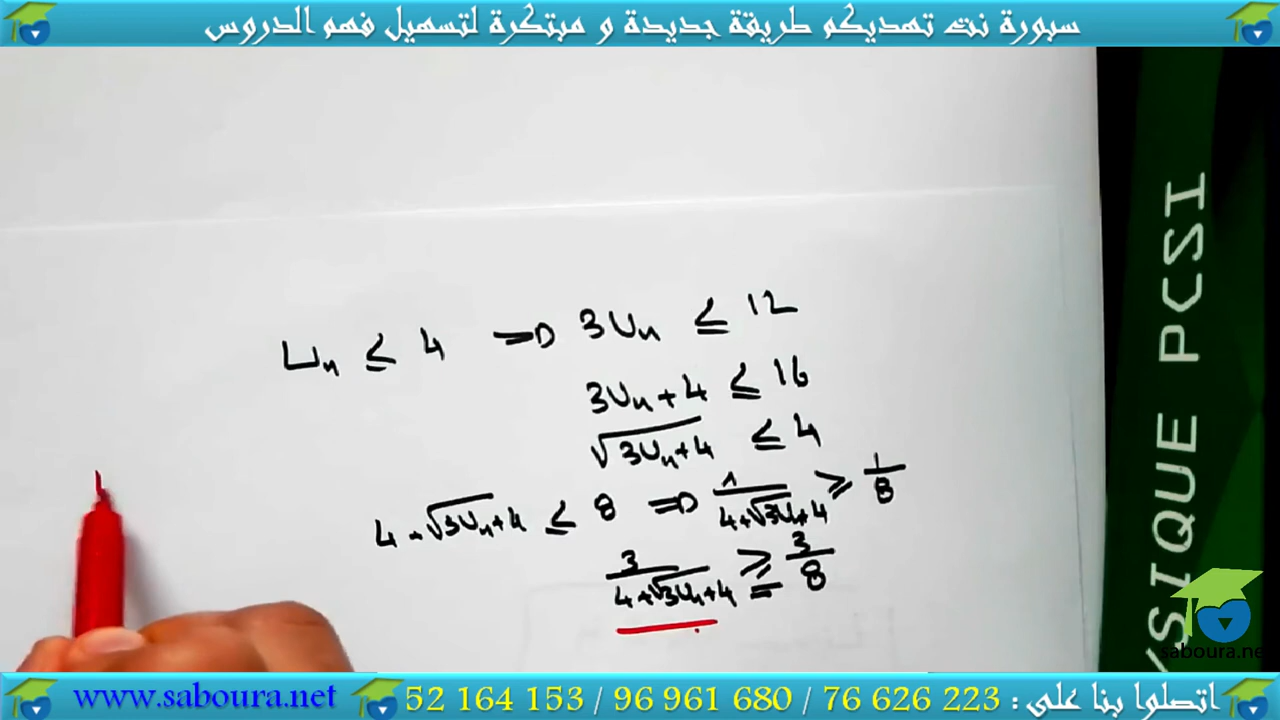 سبورة نت تهديكم طريقة جديدة و مبتكرة لتسهيل فهم الدروس
Uₙ ≤ 4 ⇒ 3Uₙ ≤ 12
3Uₙ + 4 ≤ 16
√(3Uₙ+4) ≤ 4
4+√(3Uₙ+4) ≤ 8 ⇒ 1/(4+√(3Uₙ+4)) ≥ 1/8
3/(4+√(3Uₙ+4)) ≥ 3/8
YSIQUE PCSI
saboura.net
www.saboura.net
اتصلوا بنا على : 223 626 76 / 680 961 96 / 153 164 52